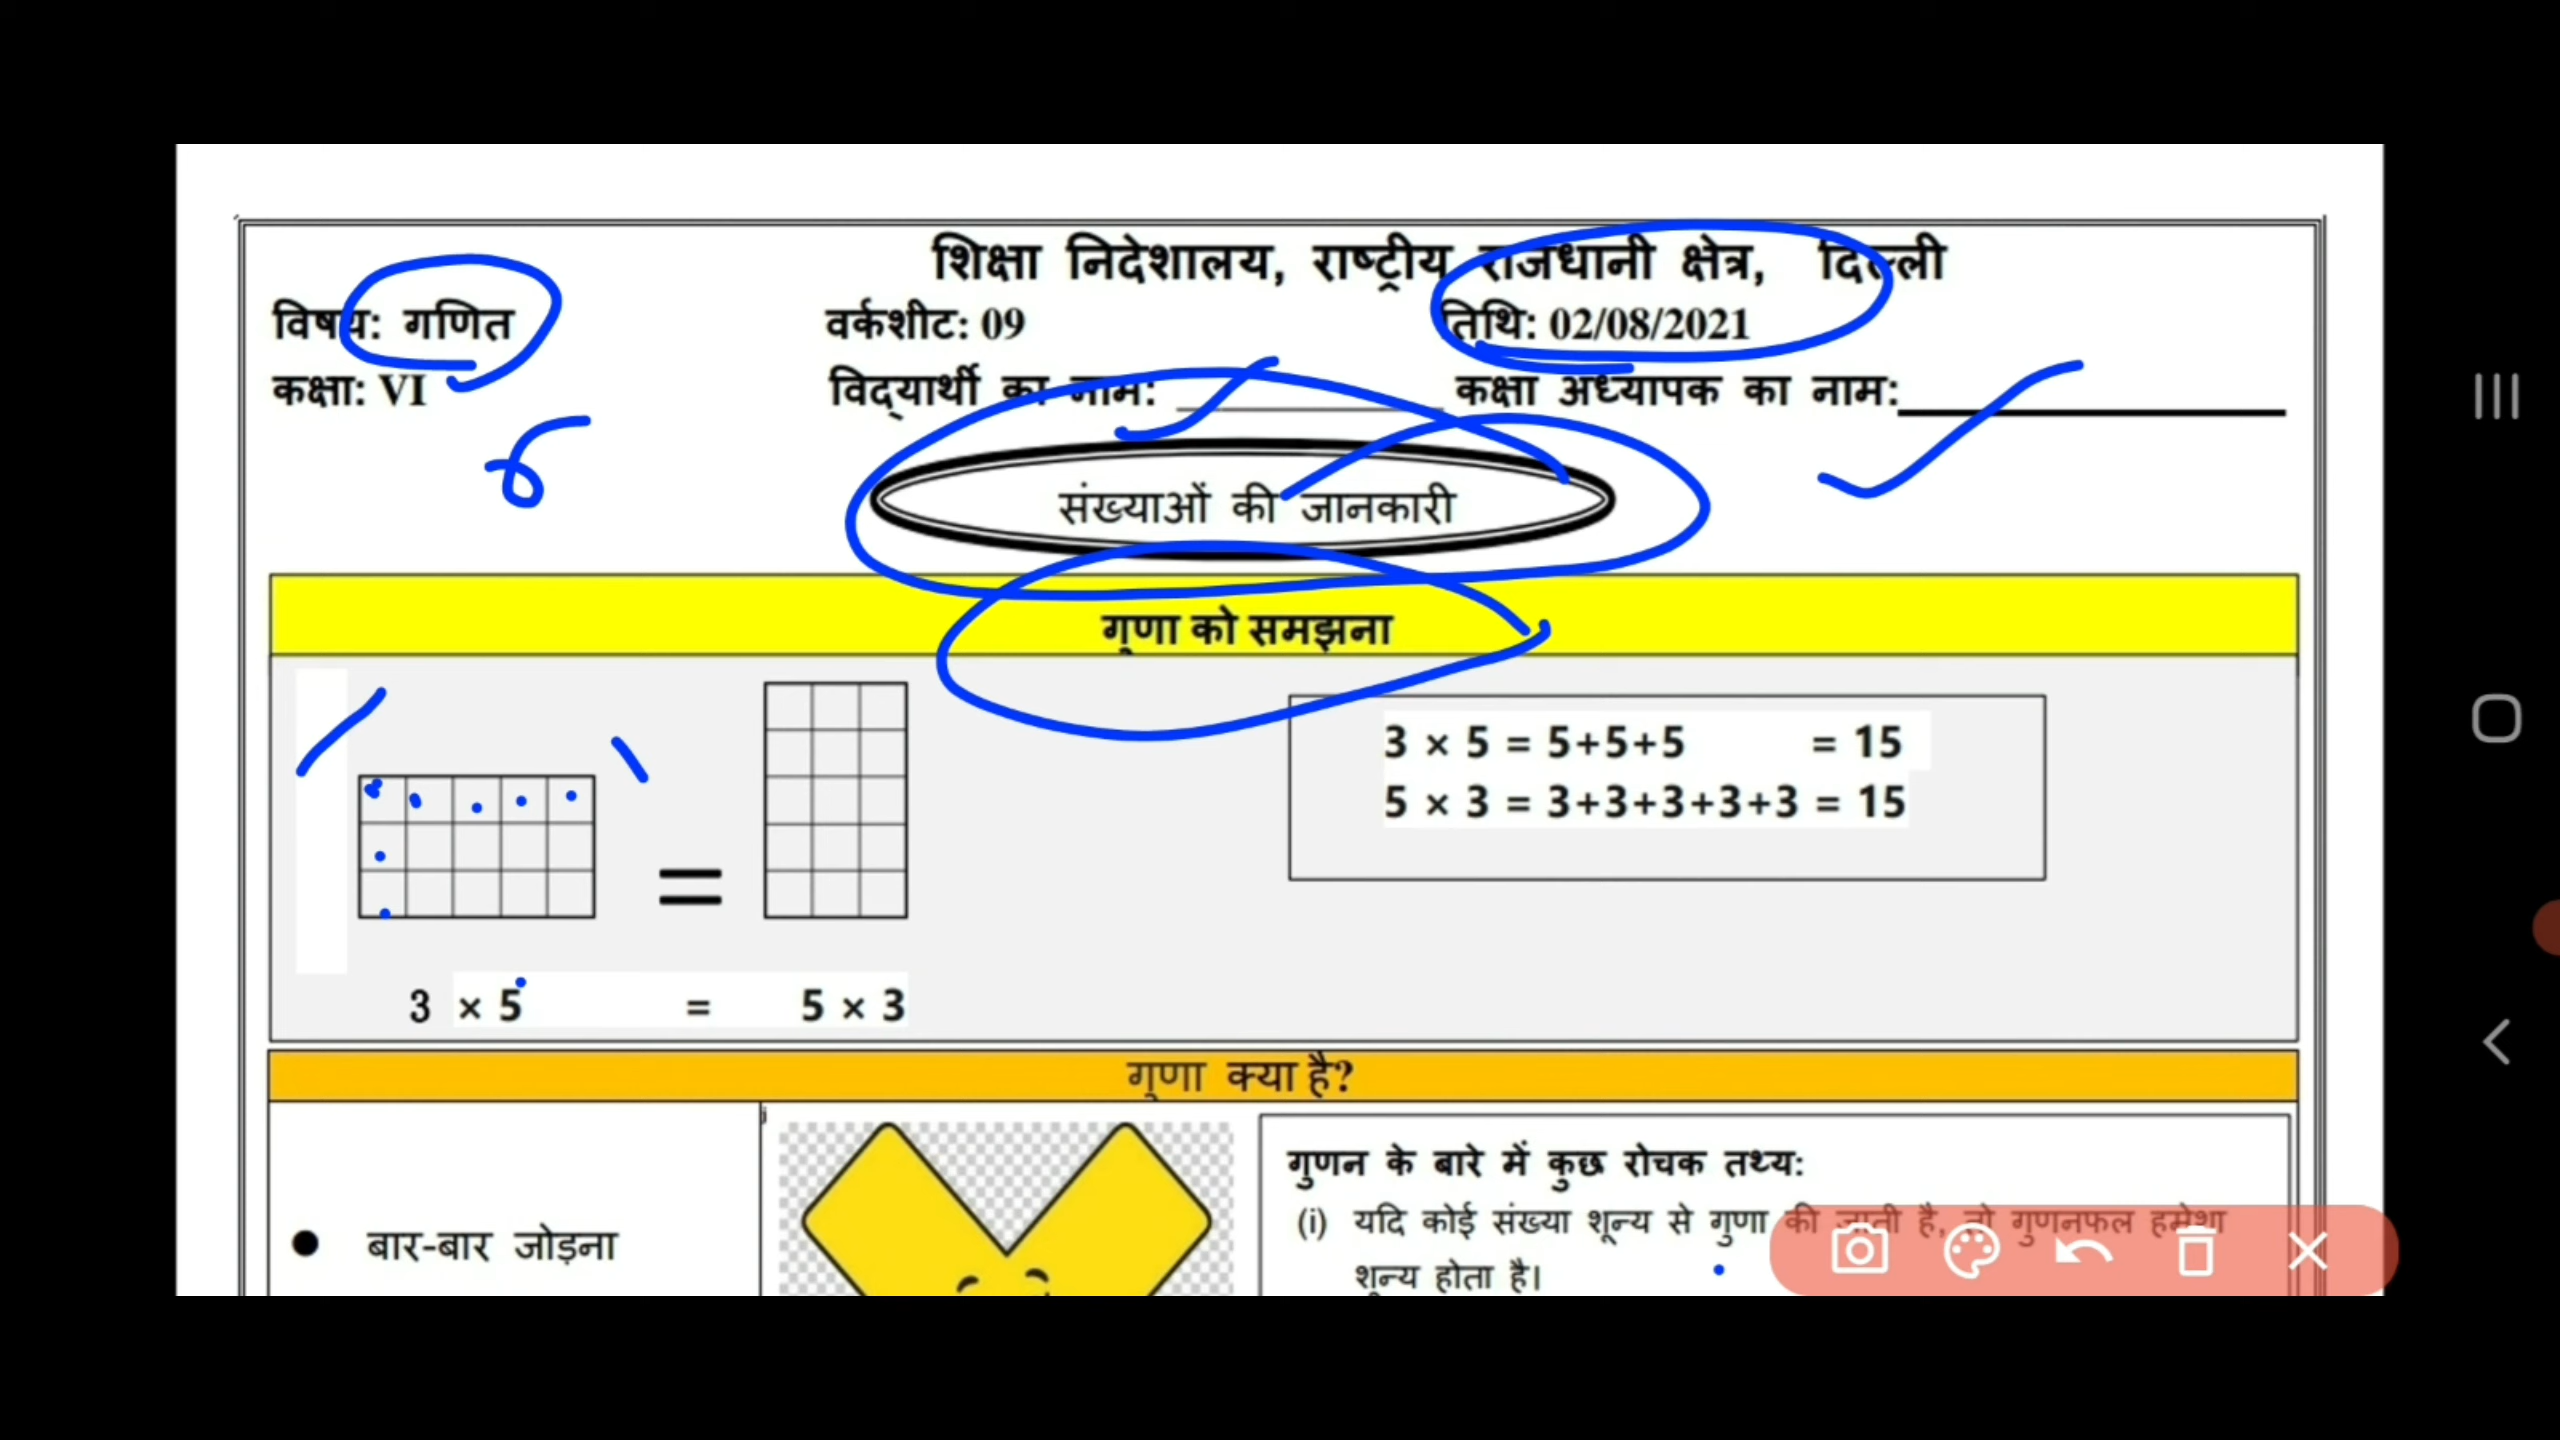 शिक्षा निदेशालय, राष्ट्रीय राजधानी क्षेत्र, दिल्ली
विषय: गणित वर्कशीट: 09 तिथि: 02/08/2021
कक्षा: VI विद्यार्थी का नाम: कक्षा अध्यापक का नाम:
संख्याओं की जानकारी
गुणा को समझना
3 × 5 = 5+5+5 = 15
5 × 3 = 3+3+3+3+3 = 15
=
3 × 5 = 5 × 3
गुणा क्या है?
गुणन के बारे में कुछ रोचक तथ्य:
(i) यदि कोई संख्या शून्य से गुणा की जाती है, तो गुणनफल हमेशा
शून्य होता है।
● बार-बार जोड़ना